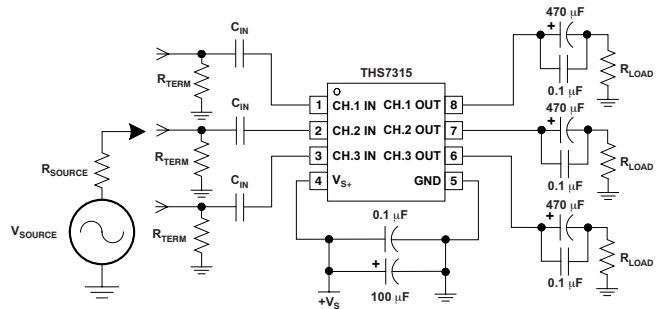 470 µF
+
0.1 µF
R_LOAD
C_IN
R_TERM
THS7315
1 CH.1 IN CH.1 OUT 8
2 CH.2 IN CH.2 OUT 7
3 CH.3 IN CH.3 OUT 6
4 V_S+ GND 5
C_IN
R_TERM
470 µF
+
0.1 µF
R_LOAD
R_SOURCE
V_SOURCE
C_IN
R_TERM
0.1 µF
+
100 µF
+V_S
470 µF
+
0.1 µF
R_LOAD